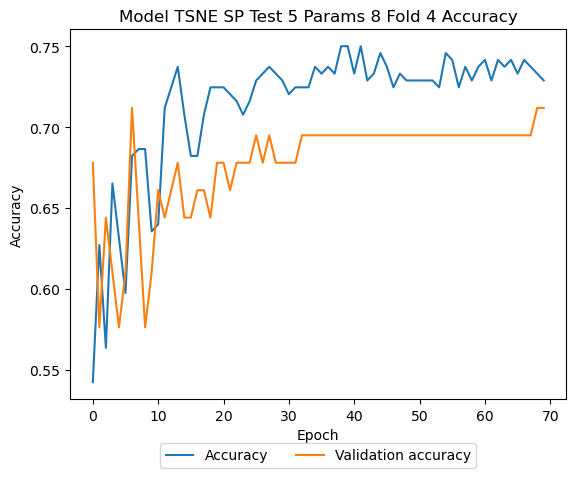 Model TSNE SP Test 5 Params 8 Fold 4 Accuracy
0.75
0.70
0.65
0.60
0.55
Accuracy
0 10 20 30 40 50 60 70
Epoch
Accuracy Validation accuracy